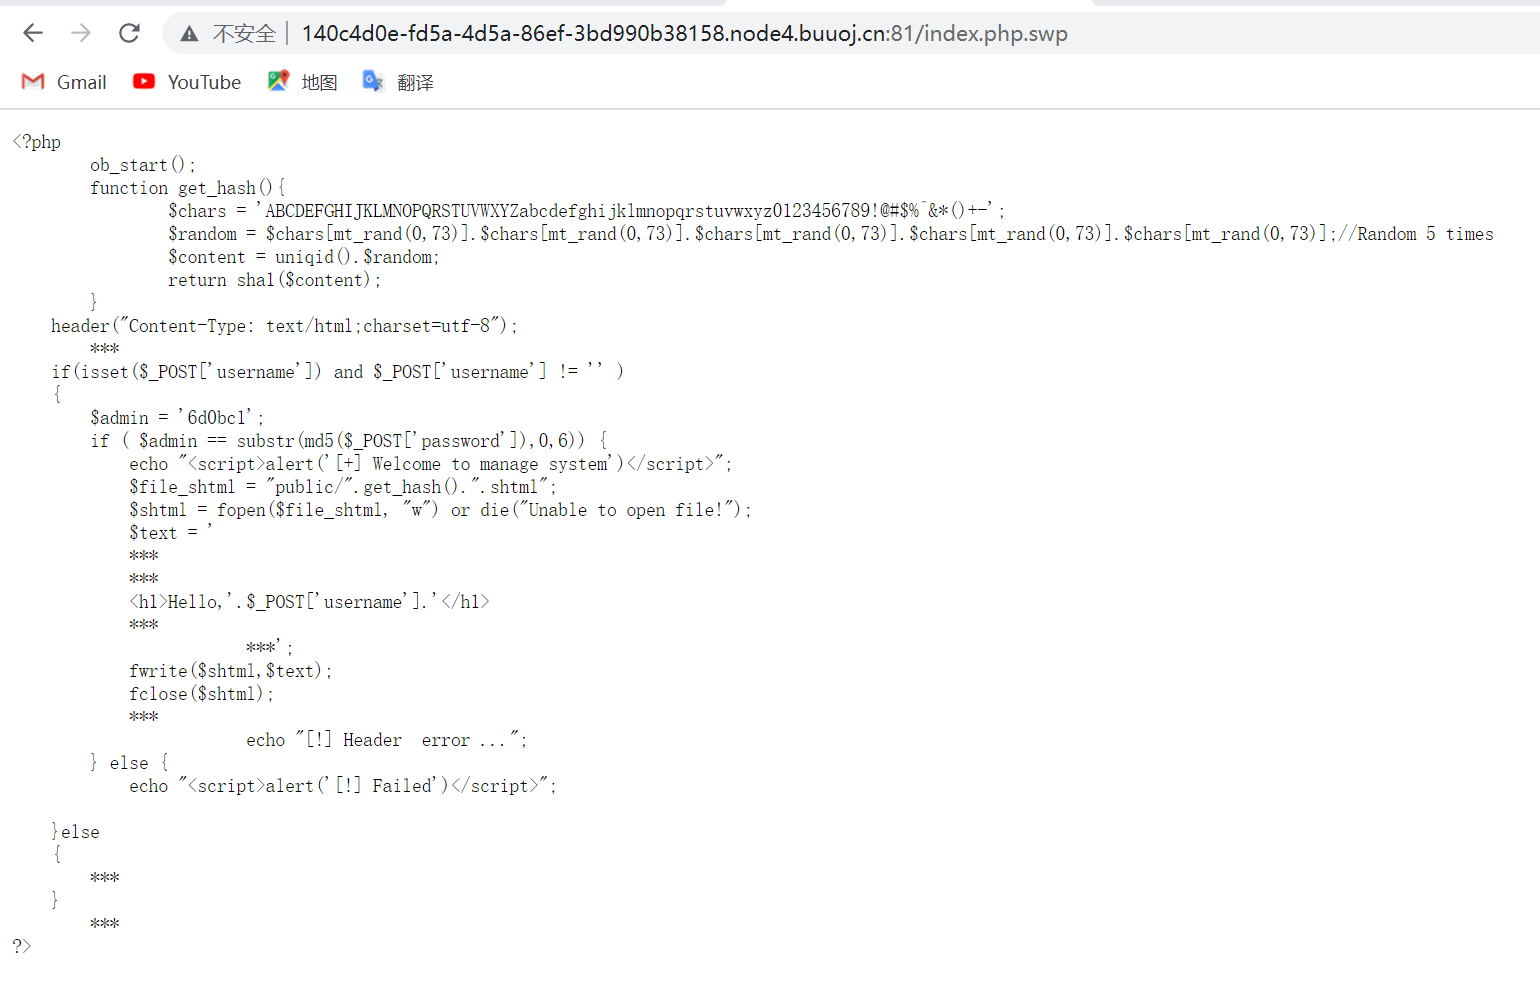 不安全 | 140c4d0e-fd5a-4d5a-86ef-3bd990b38158.node4.buuoj.cn:81/index.php.swp
Gmail YouTube 地图 翻译
<?php
        ob_start();
        function get_hash(){
                $chars = 'ABCDEFGHIJKLMNOPQRSTUVWXYZabcdefghijklmnopqrstuvwxyz0123456789!@#$%^&*()+-';
                $random = $chars[mt_rand(0,73)].$chars[mt_rand(0,73)].$chars[mt_rand(0,73)].$chars[mt_rand(0,73)].$chars[mt_rand(0,73)];//Random 5 times
                $content = uniqid().$random;
                return sha1($content);
        }
    header("Content-Type: text/html;charset=utf-8");
        ***
    if(isset($_POST['username']) and $_POST['username'] != '' )
    {
        $admin = '6d0bc1';
        if ( $admin == substr(md5($_POST['password']),0,6)) {
            echo "<script>alert('[+] Welcome to manage system')</script>";
            $file_shtml = "public/".get_hash().".shtml";
            $shtml = fopen($file_shtml, "w") or die("Unable to open file!");
            $text = '
            ***
            ***
            <h1>Hello,'.$_POST['username'].'</h1>
            ***
                        ***';
            fwrite($shtml,$text);
            fclose($shtml);
            ***
                        echo "[!] Header  error ...";
        } else {
            echo "<script>alert('[!] Failed')</script>";
    }else
    {
        ***
    }
        ***
?>